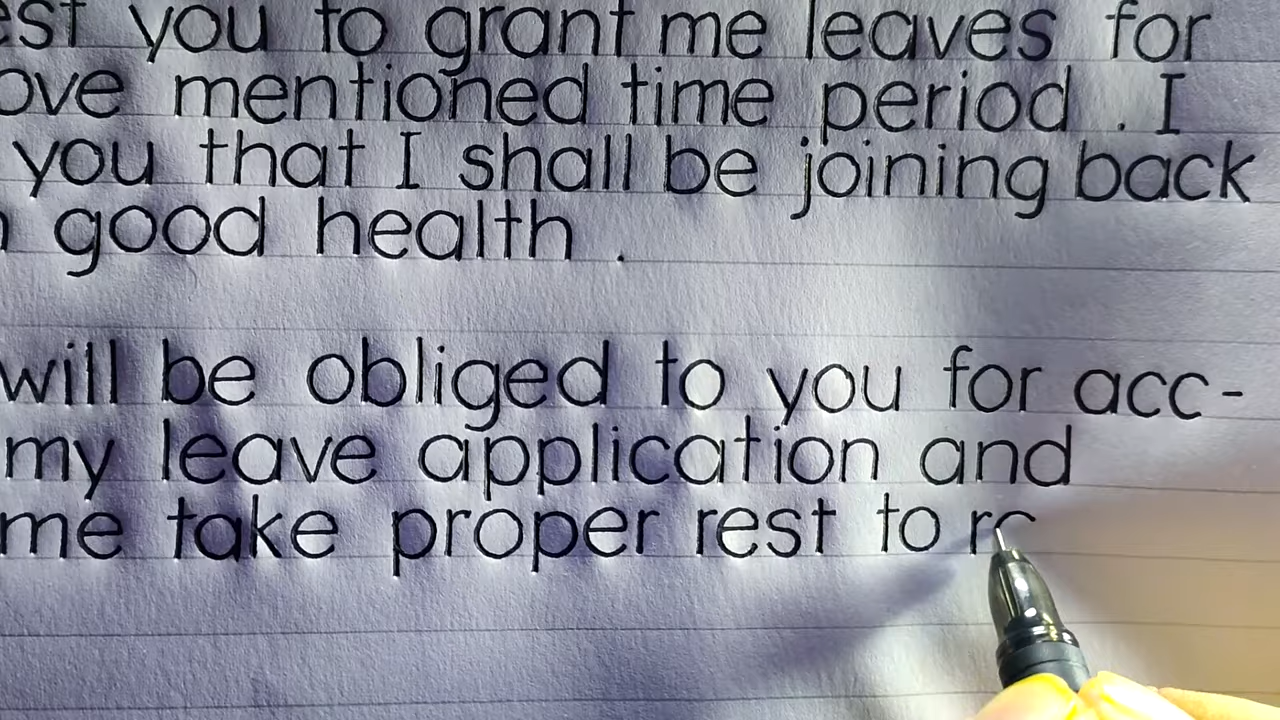 est you to grant me leaves for
ove mentioned time period . I
you that I shall be joining back
good health .
will be obliged to you for acc-
my leave application and
me take proper rest to r